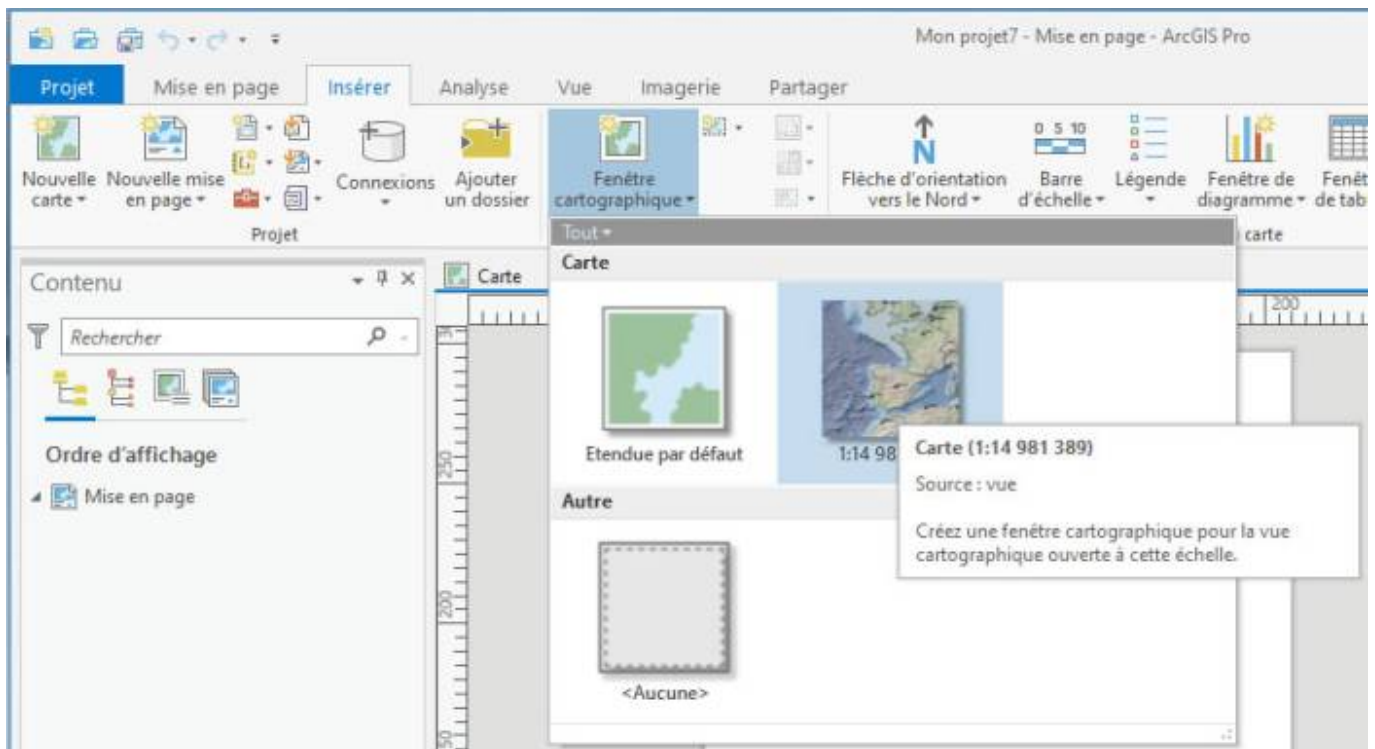 Mon projet7 - Mise en page - ArcGIS Pro
Projet Mise en page Insérer Analyse Vue Imagerie Partager
Nouvelle carte
Nouvelle mise en page
Connexions
Ajouter un dossier
Fenêtre cartographique
Flèche d'orientation vers le Nord
0 5 10
Barre d'échelle
Légende
Fenêtre de diagramme
Projet
carte
Tout
Contenu
Carte
Carte
200
Rechercher
Etendue par défaut
1:14 98
Carte (1:14 981 389)
Source : vue
Créez une fenêtre cartographique pour la vue
cartographique ouverte à cette échelle.
Ordre d'affichage
250
Mise en page
Autre
200
<Aucune>